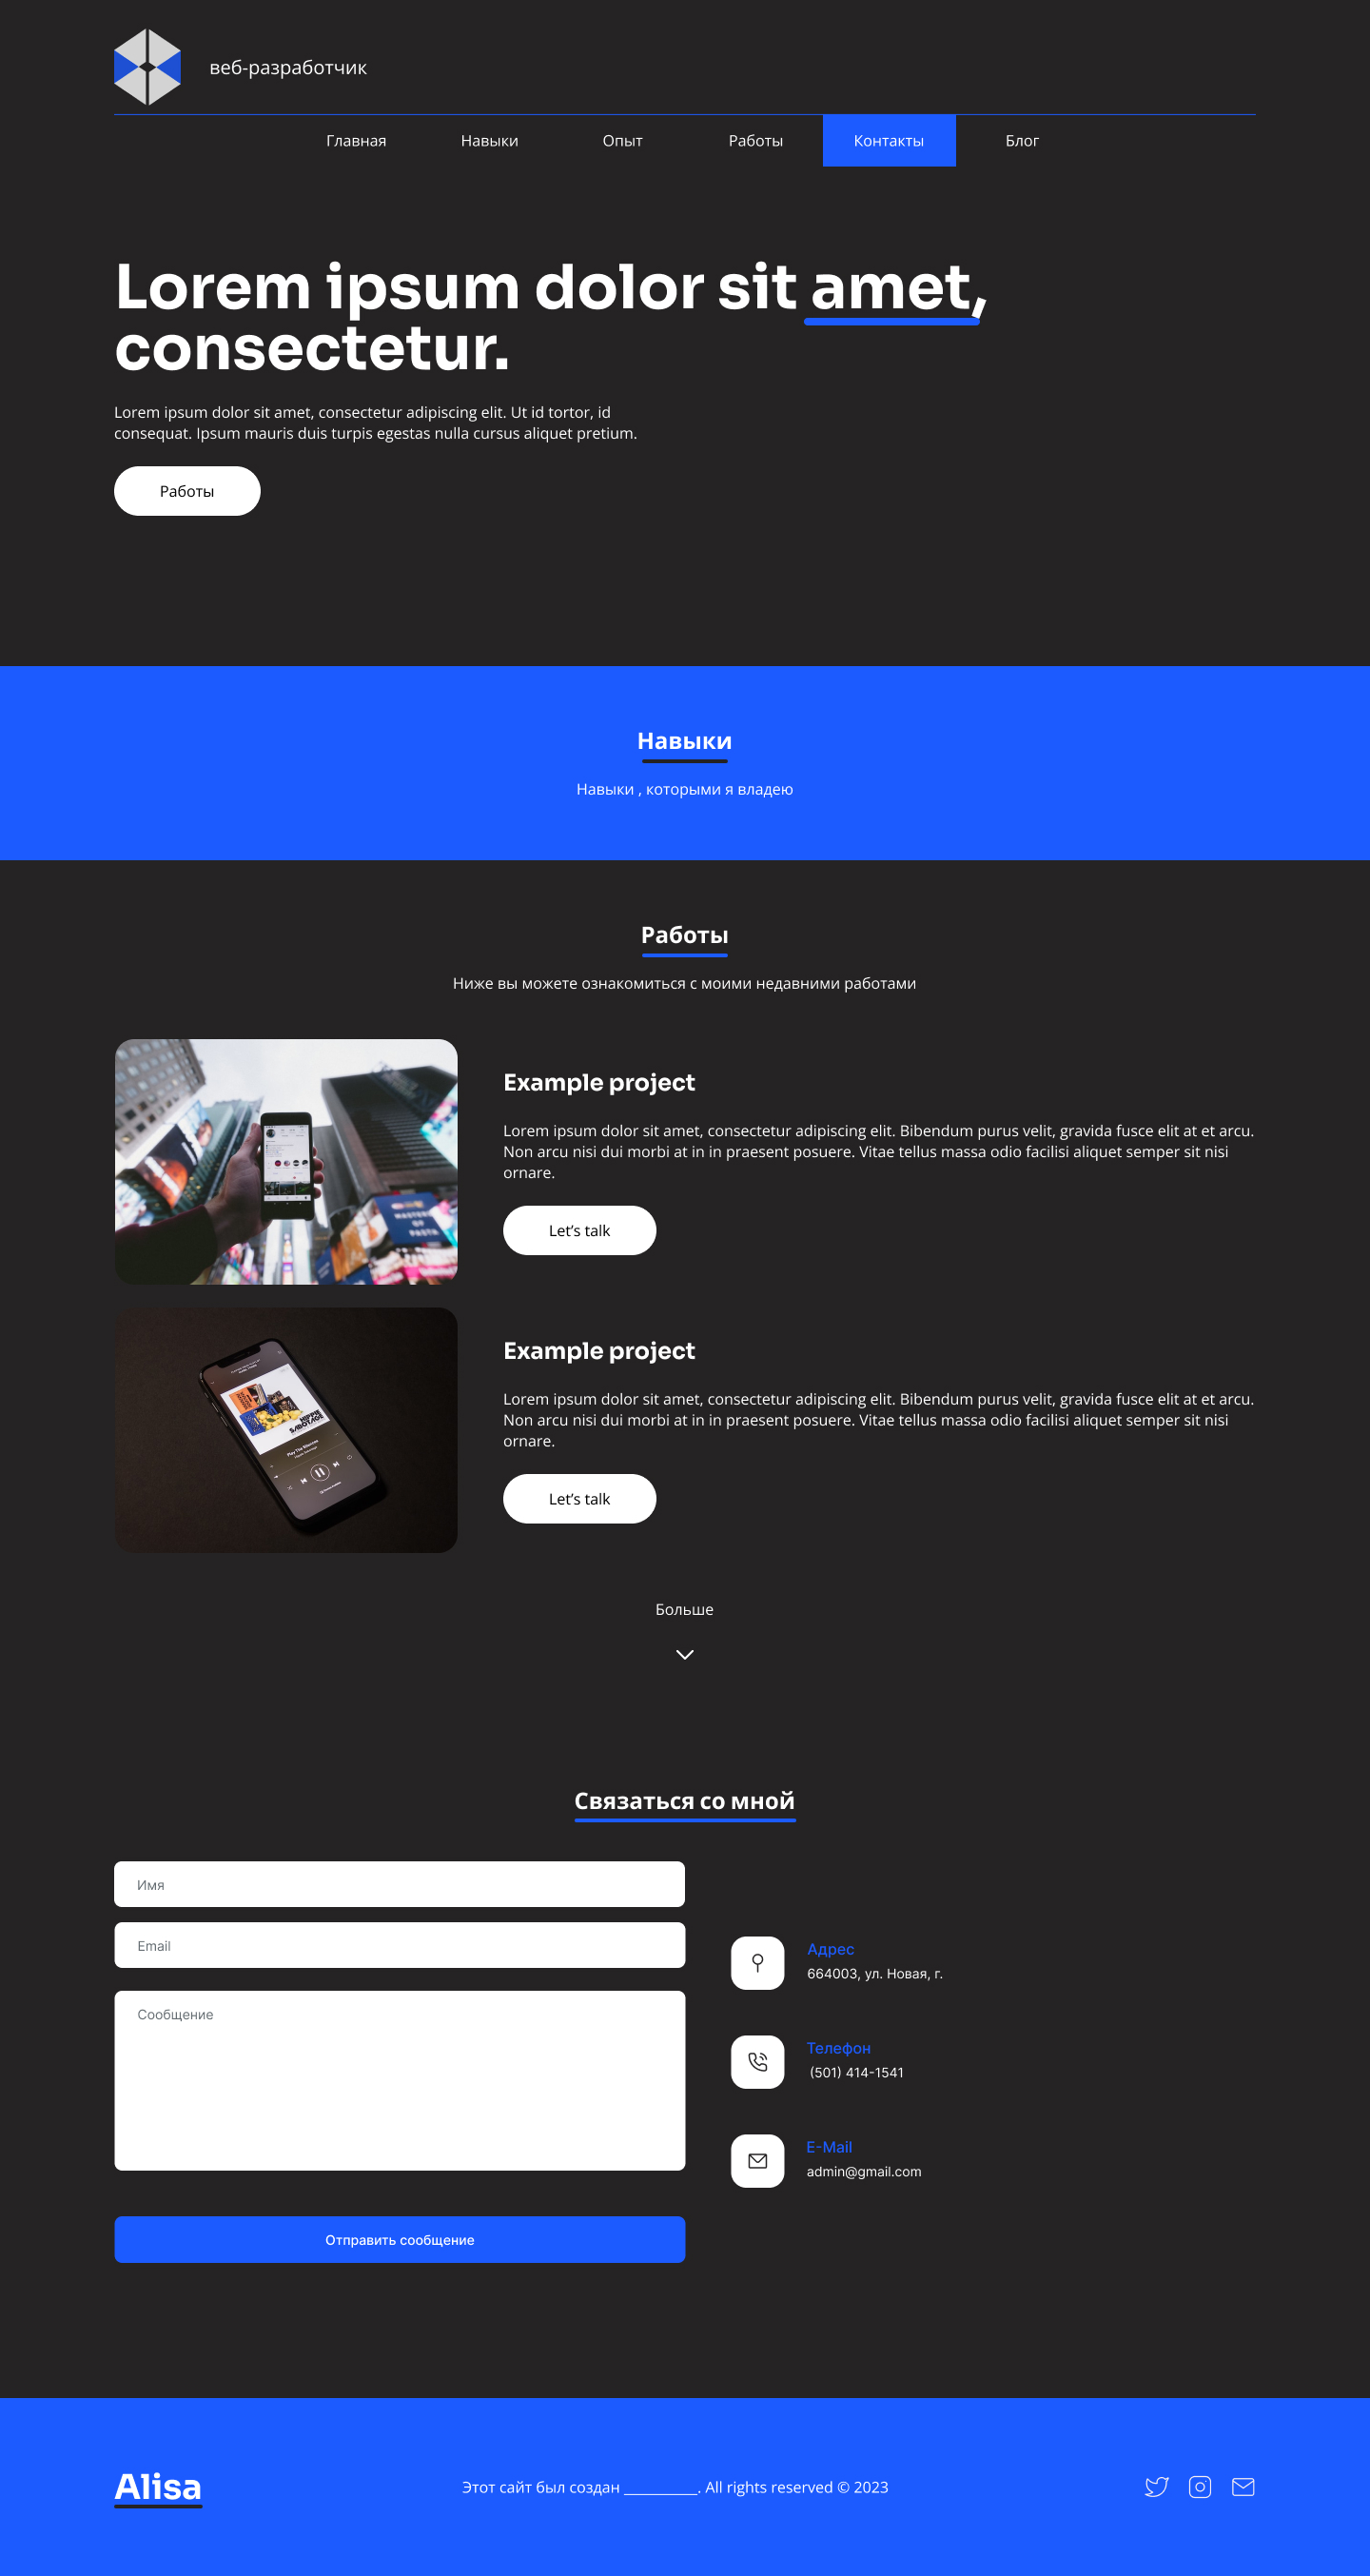 веб-разработчик
Главная Навыки Опыт Работы Контакты Блог
Lorem ipsum dolor sit amet,
consectetur.
Lorem ipsum dolor sit amet, consectetur adipiscing elit. Ut id tortor, id
consequat. Ipsum mauris duis turpis egestas nulla cursus aliquet pretium.
Работы
Навыки
Навыки , которыми я владею
Работы
Ниже вы можете ознакомиться с моими недавними работами
Example project
Lorem ipsum dolor sit amet, consectetur adipiscing elit. Bibendum purus velit, gravida fusce elit at et arcu.
Non arcu nisi dui morbi at in in praesent posuere. Vitae tellus massa odio facilisi aliquet semper sit nisi
ornare.
Let’s talk
Example project
Lorem ipsum dolor sit amet, consectetur adipiscing elit. Bibendum purus velit, gravida fusce elit at et arcu.
Non arcu nisi dui morbi at in in praesent posuere. Vitae tellus massa odio facilisi aliquet semper sit nisi
ornare.
Let’s talk
Больше
Связаться со мной
Имя
Email
Сообщение
Отправить сообщение
Адрес
664003, ул. Новая, г.
Телефон
(501) 414-1541
E-Mail
admin@gmail.com
Alisa
Этот сайт был создан __________. All rights reserved © 2023